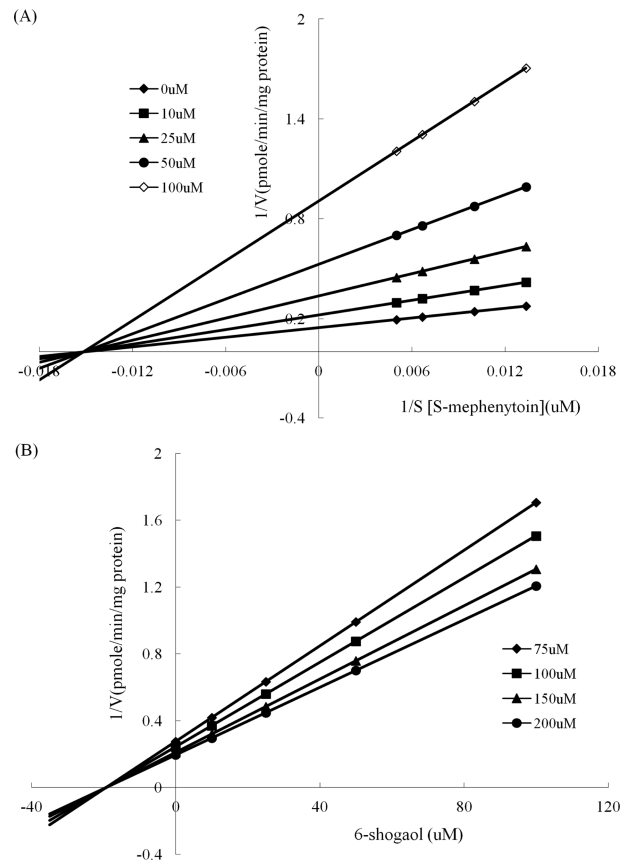 (A)
2
1.4
0.8
0.2
-0.4
1/V(pmole/min/mg protein)
0uM
10uM
25uM
50uM
100uM
-0.018
-0.012
-0.006
0
0.006
0.012
0.018
1/S [S-mephenytoin](uM)
(B)
2
1.6
1.2
0.8
0.4
0
-0.4
1/V(pmole/min/mg protein)
75uM
100uM
150uM
200uM
-40
0
40
80
120
6-shogaol (uM)